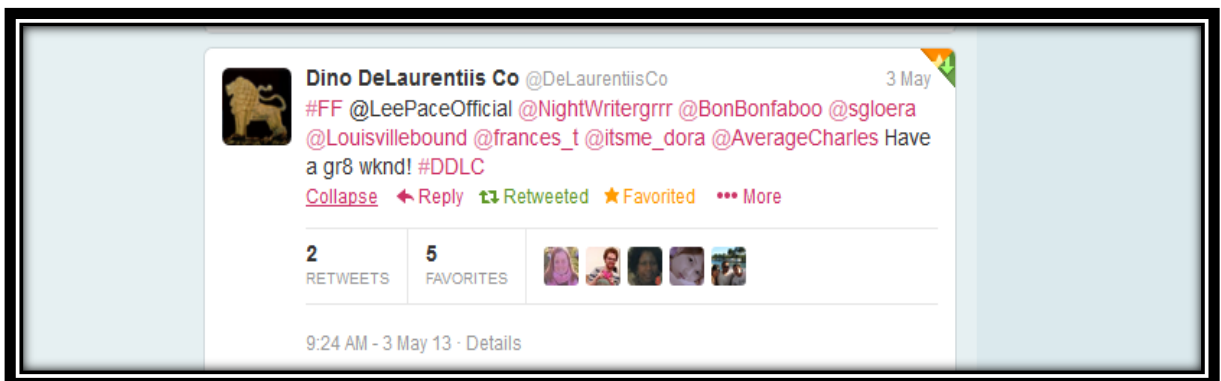 Dino DeLaurentiis Co @DeLaurentiisCo 3 May
#FF @LeePaceOfficial @NightWritergrrr @BonBonfaboo @sgloera
@Louisvillebound @frances_t @itsme_dora @AverageCharles Have
a gr8 wknd! #DDLC
Collapse Reply Retweeted Favorited ••• More
2 5
RETWEETS FAVORITES
9:24 AM - 3 May 13 · Details